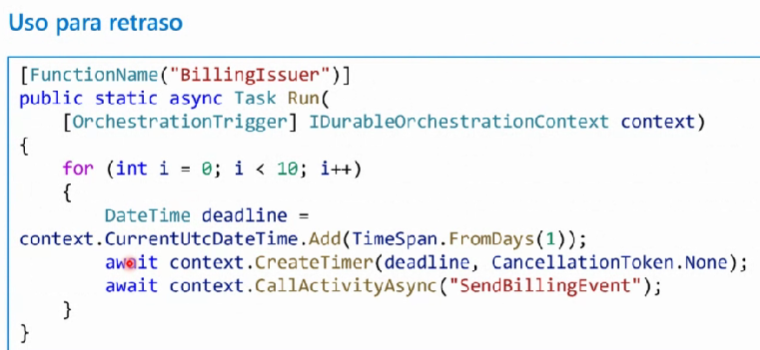 Uso para retraso
[FunctionName("BillingIssuer")]
public static async Task Run(
[OrchestrationTrigger] IDurableOrchestrationContext context)
{
for (int i = 0; i < 10; i++)
{
DateTime deadline =
context.CurrentUtcDateTime.Add(TimeSpan.FromDays(1));
await context.CreateTimer(deadline, CancellationToken.None);
await context.CallActivityAsync("SendBillingEvent");
}
}